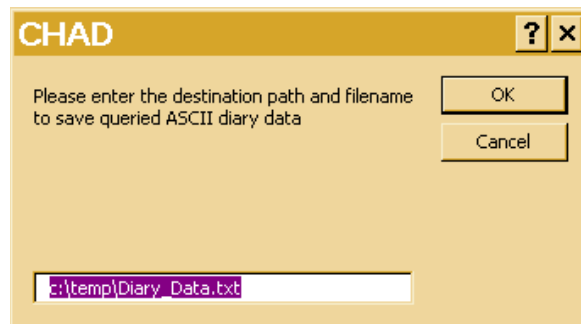 CHAD
? ×
Please enter the destination path and filename
to save queried ASCII diary data
OK
Cancel
c:\temp\Diary_Data.txt